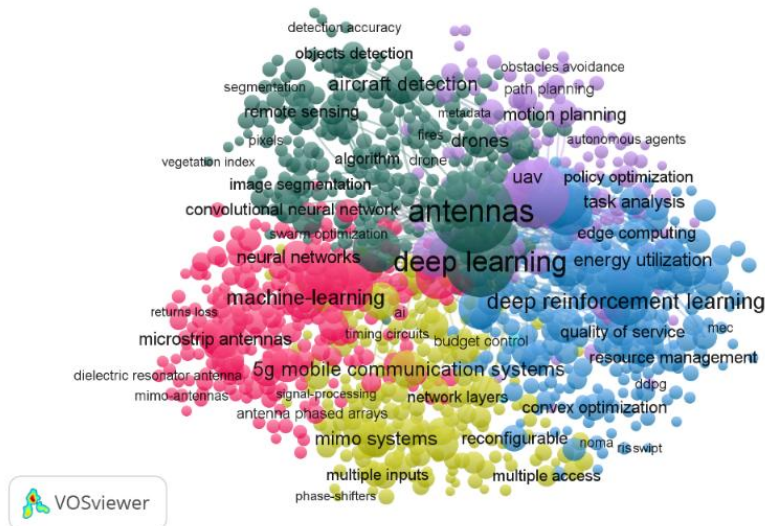 detection accuracy
objects detection
obstacles avoidance
segmentation
aircraft detection
path planning
remote sensing
metadata
motion planning
pixels
fires
drones
autonomous agents
vegetation index
algorithm
drone
image segmentation
uav
policy optimization
convolutional neural network
antennas
task analysis
swarm optimization
edge computing
neural networks
deep learning
energy utilization
machine-learning
deep reinforcement learning
returns loss
ai
microstrip antennas
timing circuits
budget control
quality of service
mec
resource management
dielectric resonator antenna
5g mobile communication systems
ddpg
mimo antennas
signal-processing
network layers
antenna phased arrays
convex optimization
mimo systems
reconfigurable
noma
ris swipt
multiple inputs
multiple access
phase-shifters
VOSviewer